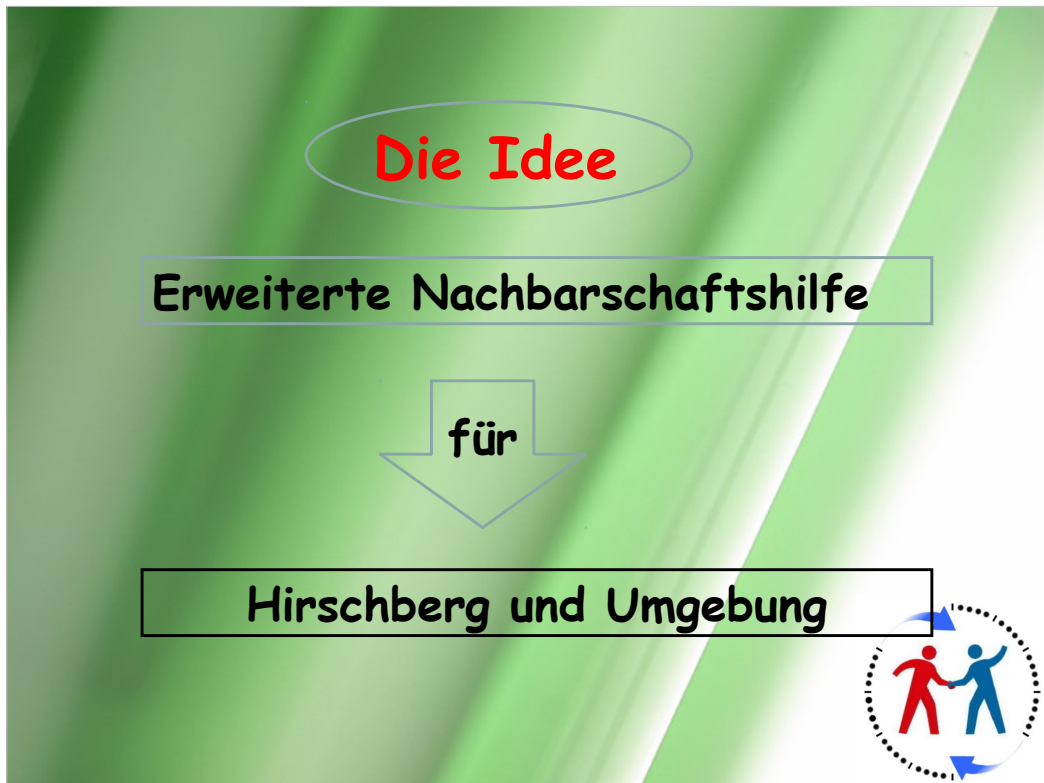 Die Idee
Erweiterte Nachbarschaftshilfe
für
Hirschberg und Umgebung